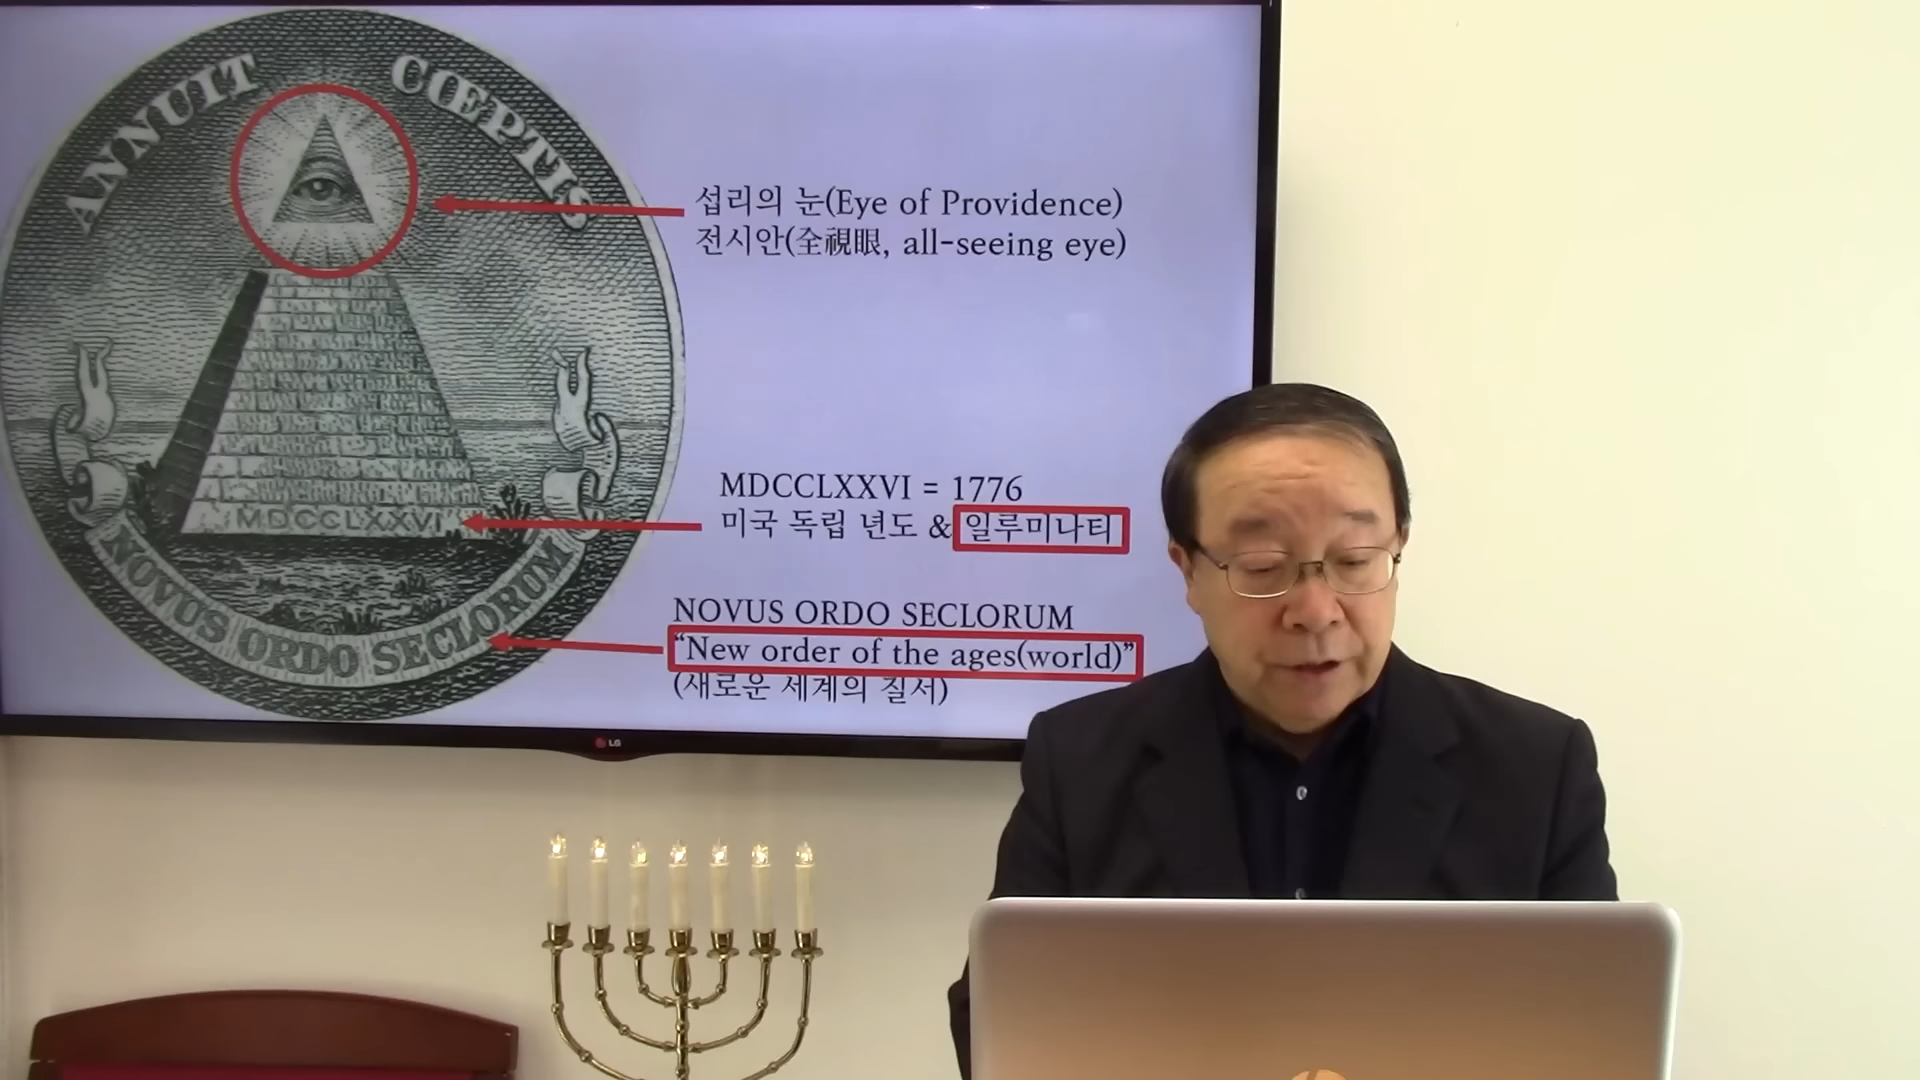 ANNUIT CŒPTIS
섭리의 눈(Eye of Providence)
전시안(全視眼, all-seeing eye)
MDCCLXXVI = 1776
미국 독립 년도 & 일루미나티
MDCCLXXVI
NOVUS ORDO SECLORUM
NOVUS ORDO SECLORUM
“New order of the ages(world)”
(새로운 세계의 질서)
LG